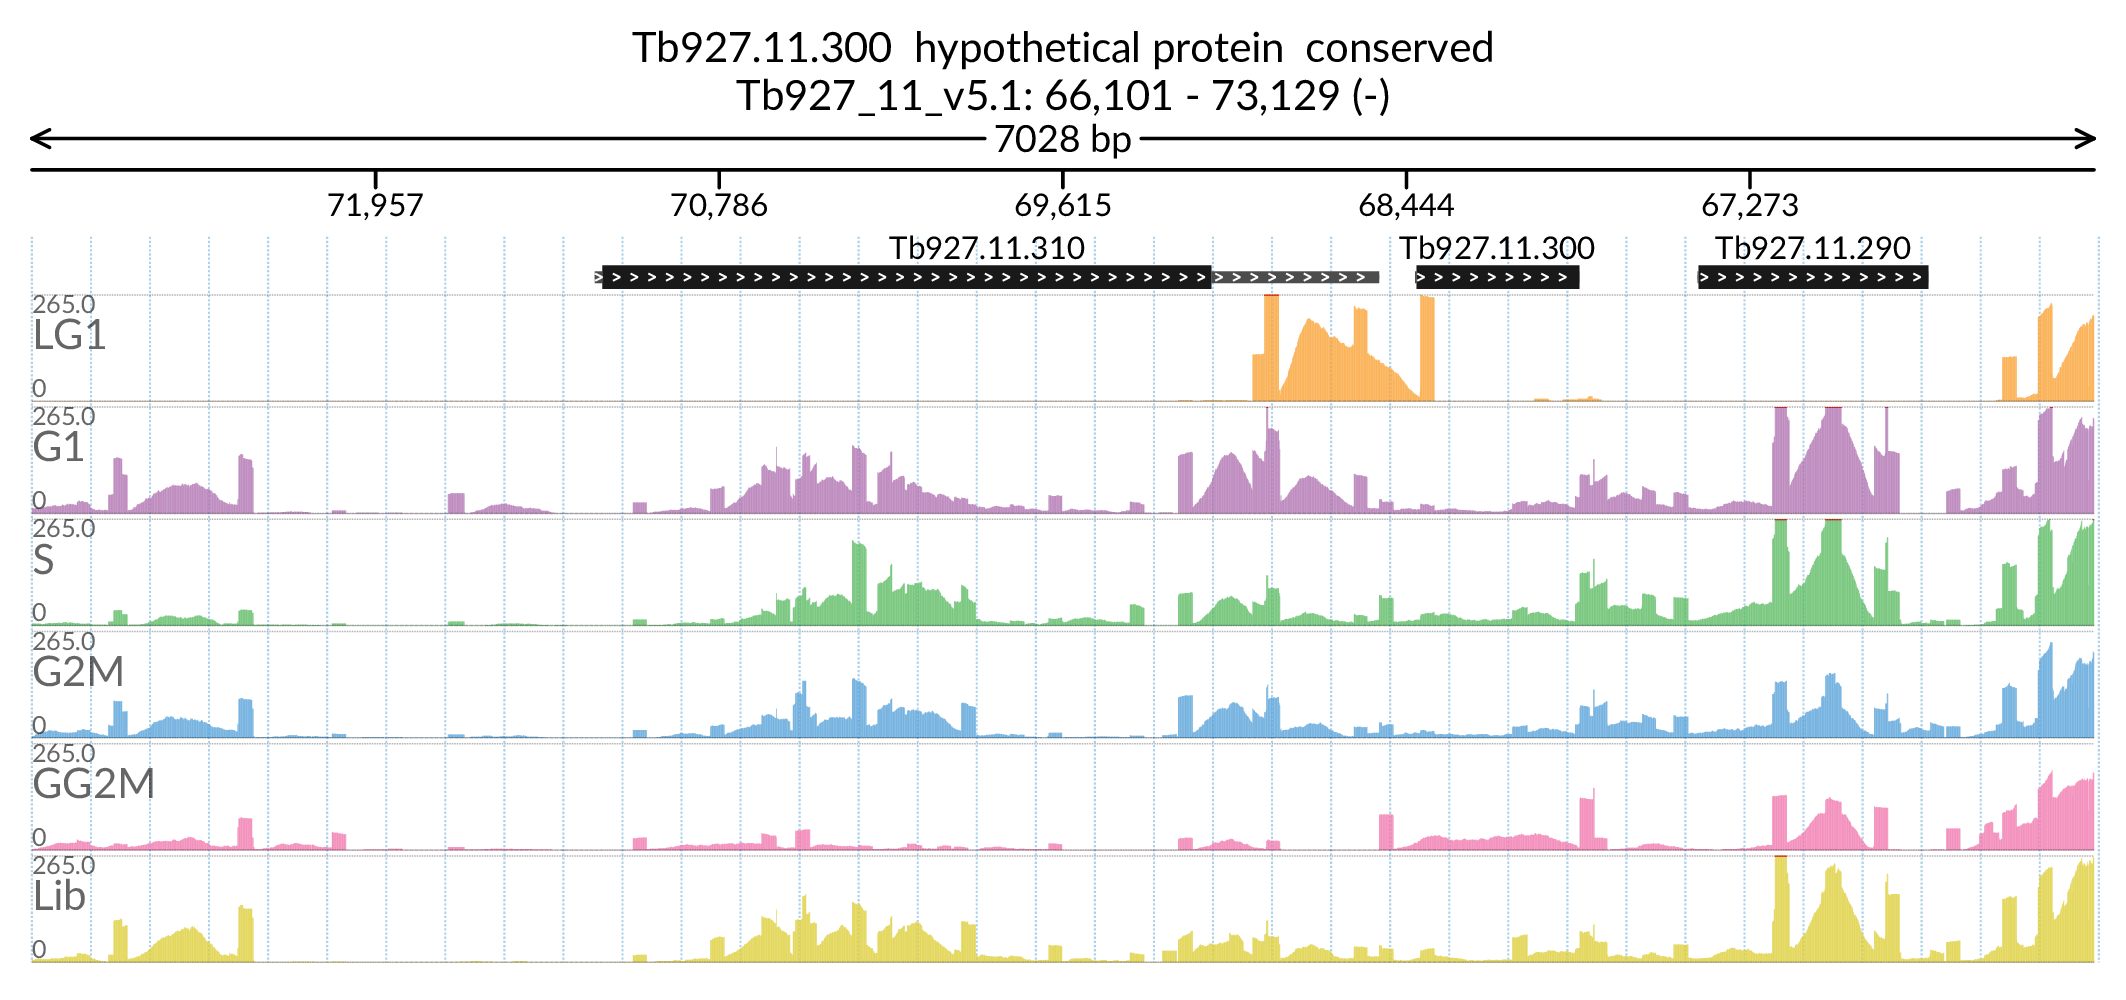 Tb927.11.300  hypothetical protein  conserved
Tb927_11_v5.1: 66,101 - 73,129 (-)
7028 bp
71,957 70,786 69,615 68,444 67,273
Tb927.11.310 Tb927.11.300 Tb927.11.290
265.0
LG1
0
265.0
G1
0
265.0
S
0
265.0
G2M
0
265.0
GG2M
0
265.0
Lib
0